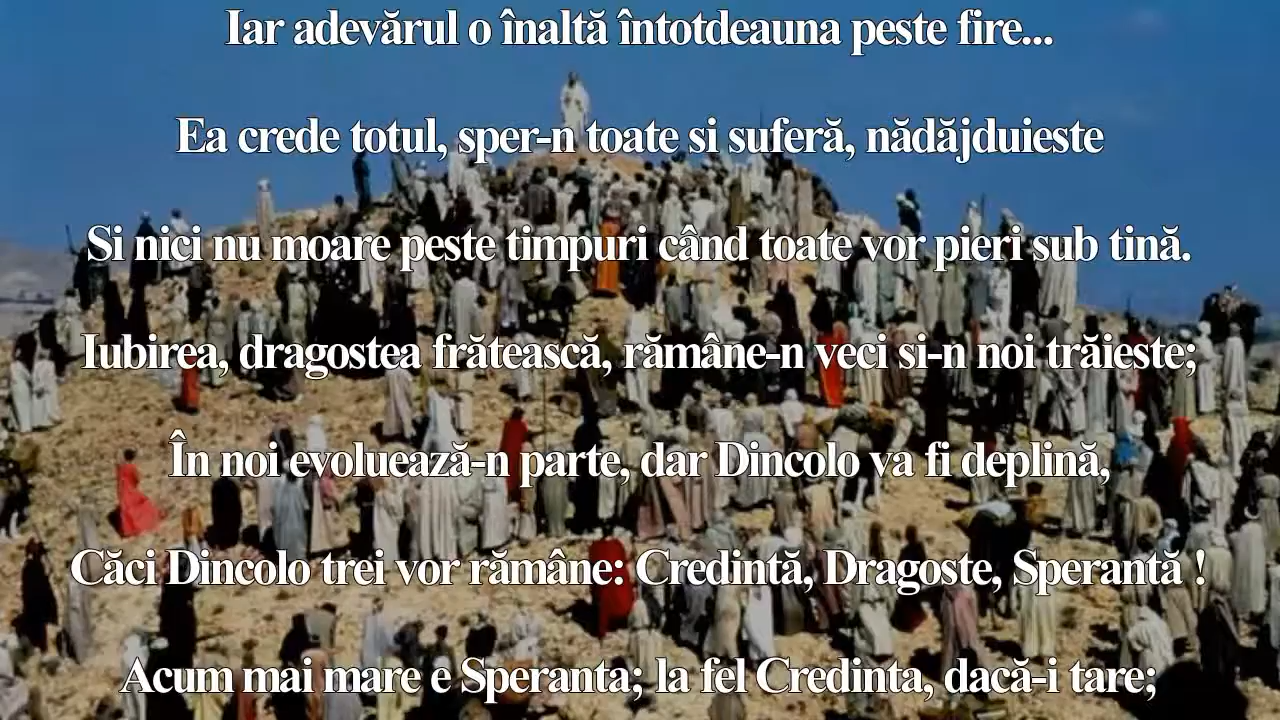 Iar adevărul o înaltă întotdeauna peste fire...
Ea crede totul, sper-n toate si suferă, nădăjduieste
Si nici nu moare peste timpuri când toate vor pieri sub tină.
Iubirea, dragostea frătească, rămâne-n veci si-n noi trăieste;
În noi evoluează-n parte, dar Dincolo va fi deplină,
Căci Dincolo trei vor rămâne: Credintă, Dragoste, Sperantă !
Acum mai mare e Speranta; la fel Credinta, dacă-i tare;